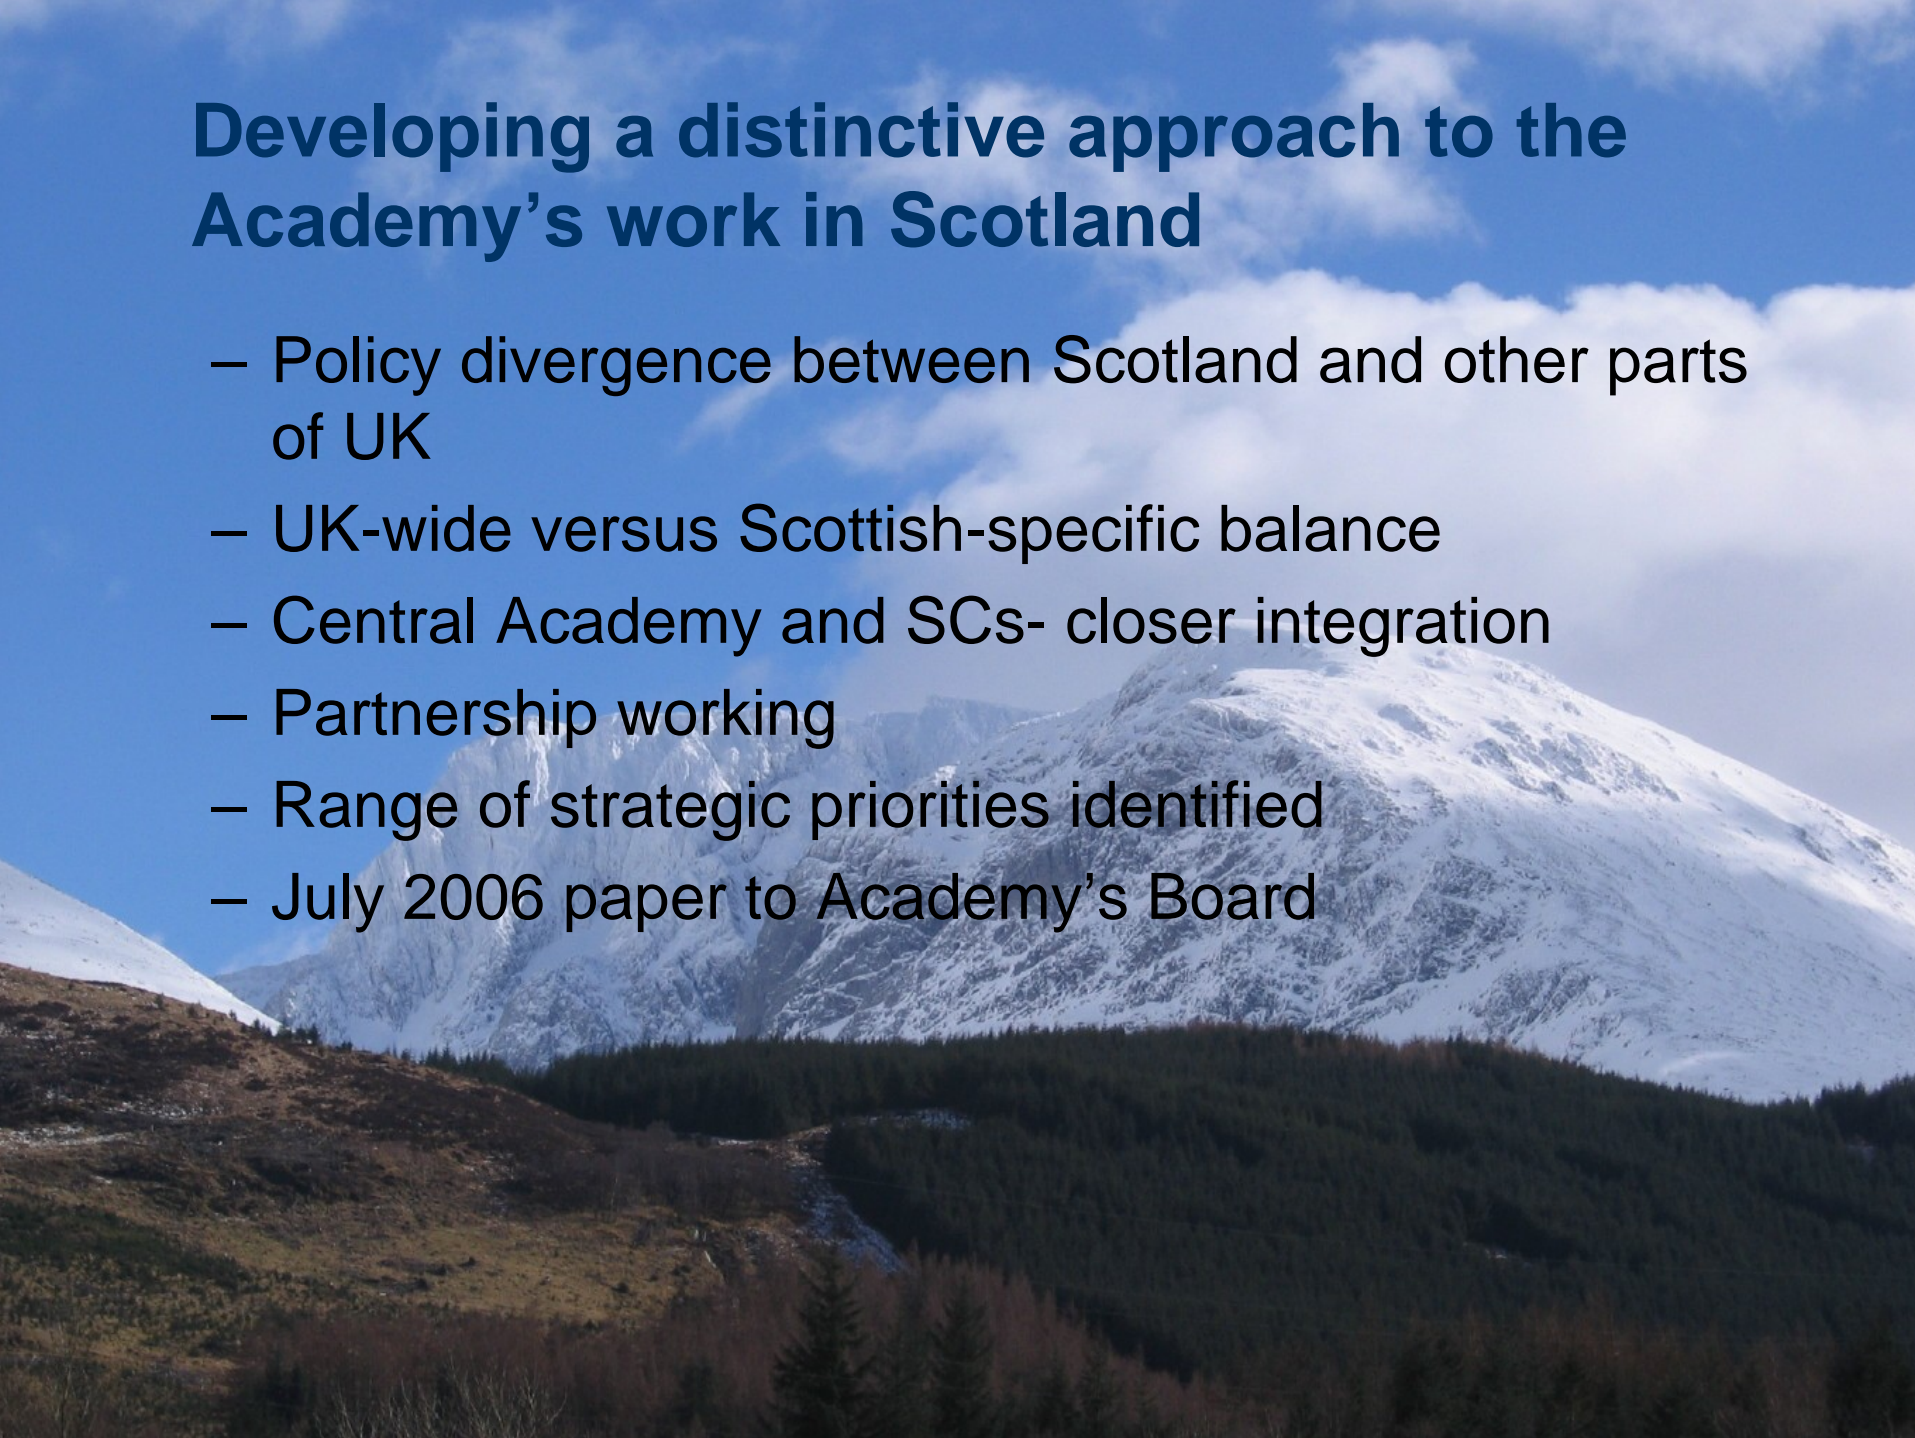 Developing a distinctive approach to the
Academy’s work in Scotland
– Policy divergence between Scotland and other parts
of UK
– UK-wide versus Scottish-specific balance
– Central Academy and SCs- closer integration
– Partnership working
– Range of strategic priorities identified
– July 2006 paper to Academy’s Board